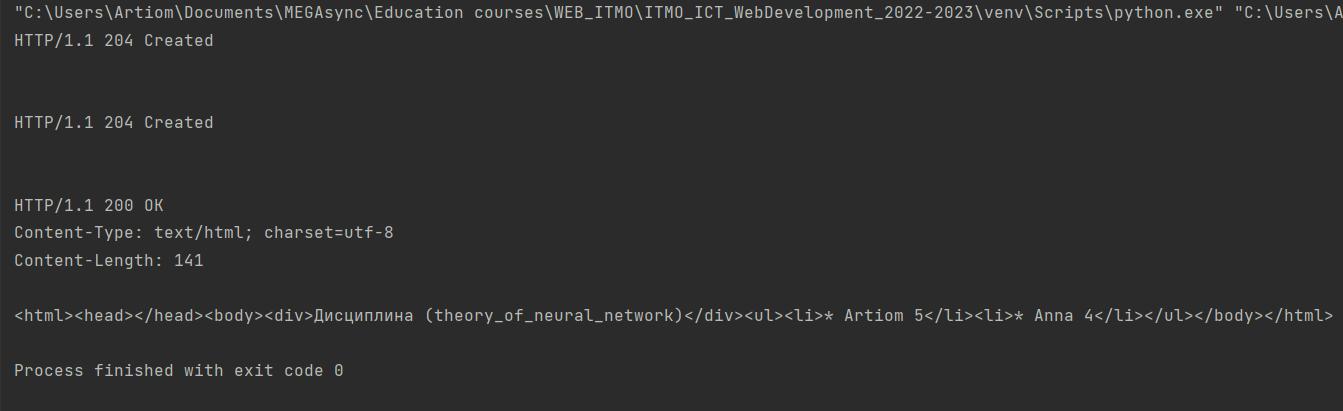 "C:\Users\Artiom\Documents\MEGAsync\Education courses\WEB_ITMO\ITMO_ICT_WebDevelopment_2022-2023\venv\Scripts\python.exe" "C:\Users\A
HTTP/1.1 204 Created
HTTP/1.1 204 Created
HTTP/1.1 200 OK
Content-Type: text/html; charset=utf-8
Content-Length: 141
<html><head></head><body><div>Дисциплина (theory_of_neural_network)</div><ul><li>* Artiom 5</li><li>* Anna 4</li></ul></body></html>
Process finished with exit code 0